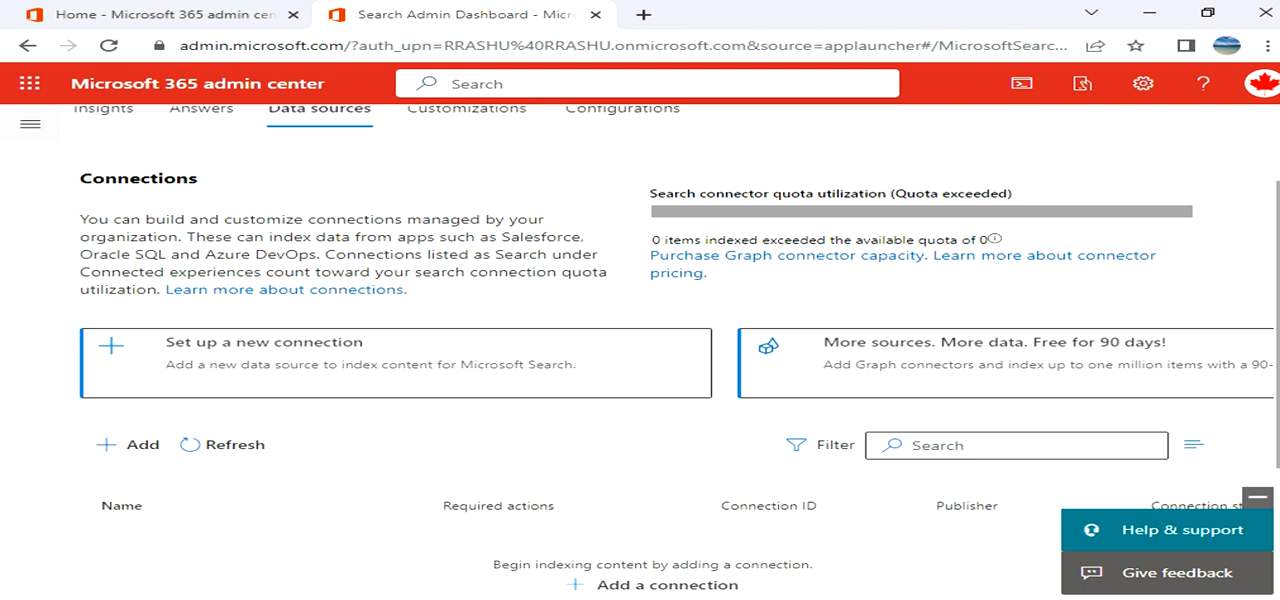 Home - Microsoft 365 admin cen
Search Admin Dashboard - Micr
admin.microsoft.com/?auth_upn=RRASHU%40RRASHU.onmicrosoft.com&source=applauncher#/MicrosoftSearc...
Microsoft 365 admin center
Search
Insights Answers Data sources Customizations Configurations
Connections
You can build and customize connections managed by your
organization. These can index data from apps such as Salesforce,
Oracle SQL and Azure DevOps. Connections listed as Search under
Connected experiences count toward your search connection quota
utilization. Learn more about connections.
Search connector quota utilization (Quota exceeded)
0 items indexed exceeded the available quota of 0
Purchase Graph connector capacity. Learn more about connector
pricing.
Set up a new connection
Add a new data source to index content for Microsoft Search.
More sources. More data. Free for 90 days!
Add Graph connectors and index up to one million items with a 90-
Add Refresh Filter Search
Name Required actions Connection ID Publisher Connection st
Begin indexing content by adding a connection.
Add a connection
Help & support
Give feedback